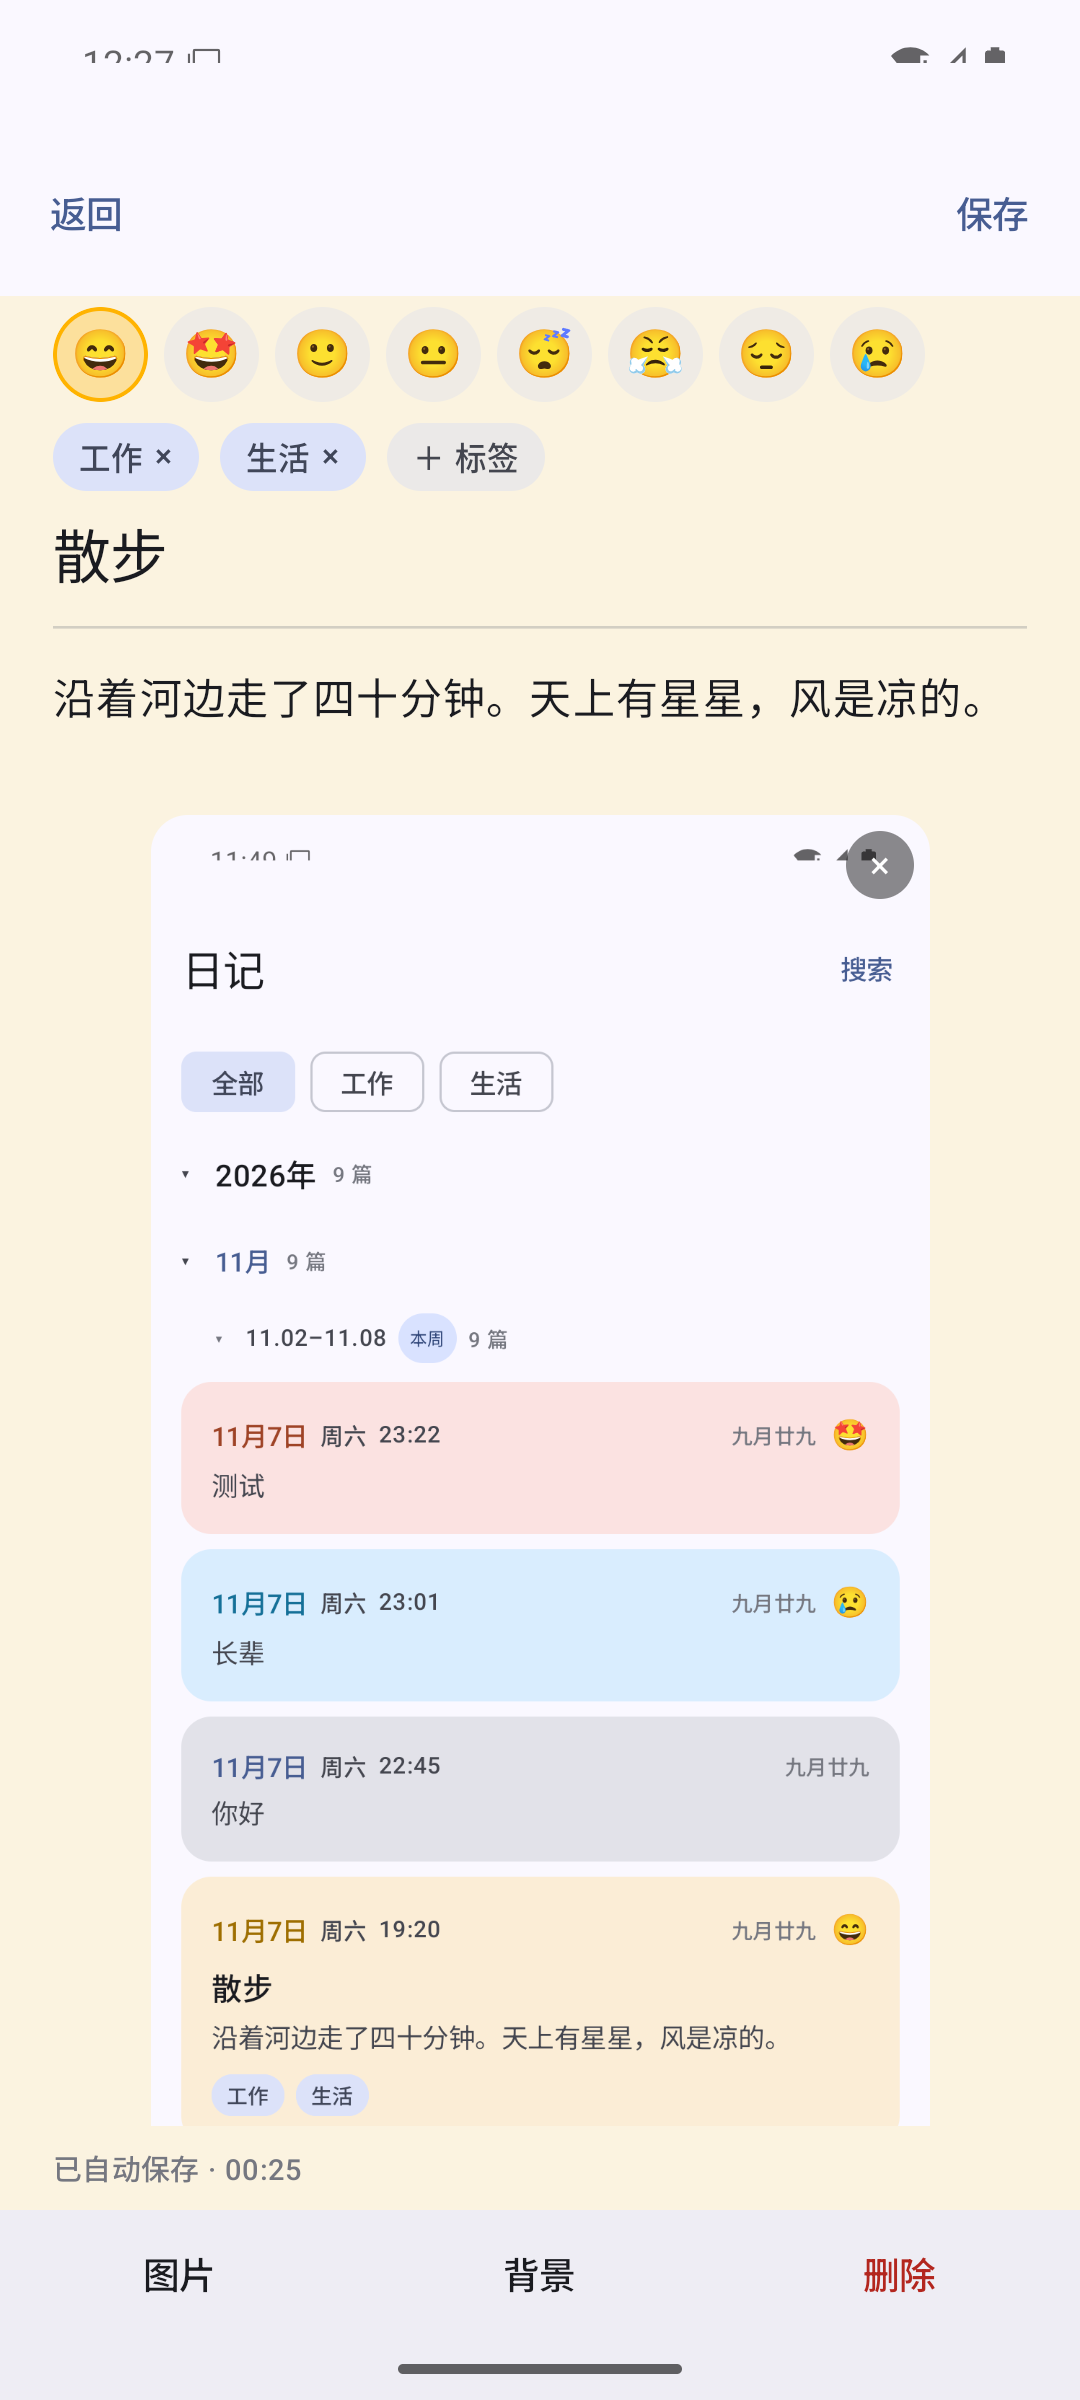 返回 保存
工作 × 生活 × + 标签
散步
沿着河边走了四十分钟。天上有星星，风是凉的。
×
日记 搜索
全部 工作 生活
▾ 2026年 9 篇
▾ 11月 9 篇
▾ 11.02–11.08 本周 9 篇
11月7日 周六 23:22 九月廿九
测试
11月7日 周六 23:01 九月廿九
长辈
11月7日 周六 22:45 九月廿九
你好
11月7日 周六 19:20 九月廿九
散步
沿着河边走了四十分钟。天上有星星，风是凉的。
工作 生活
已自动保存 · 00:25
图片 背景 删除